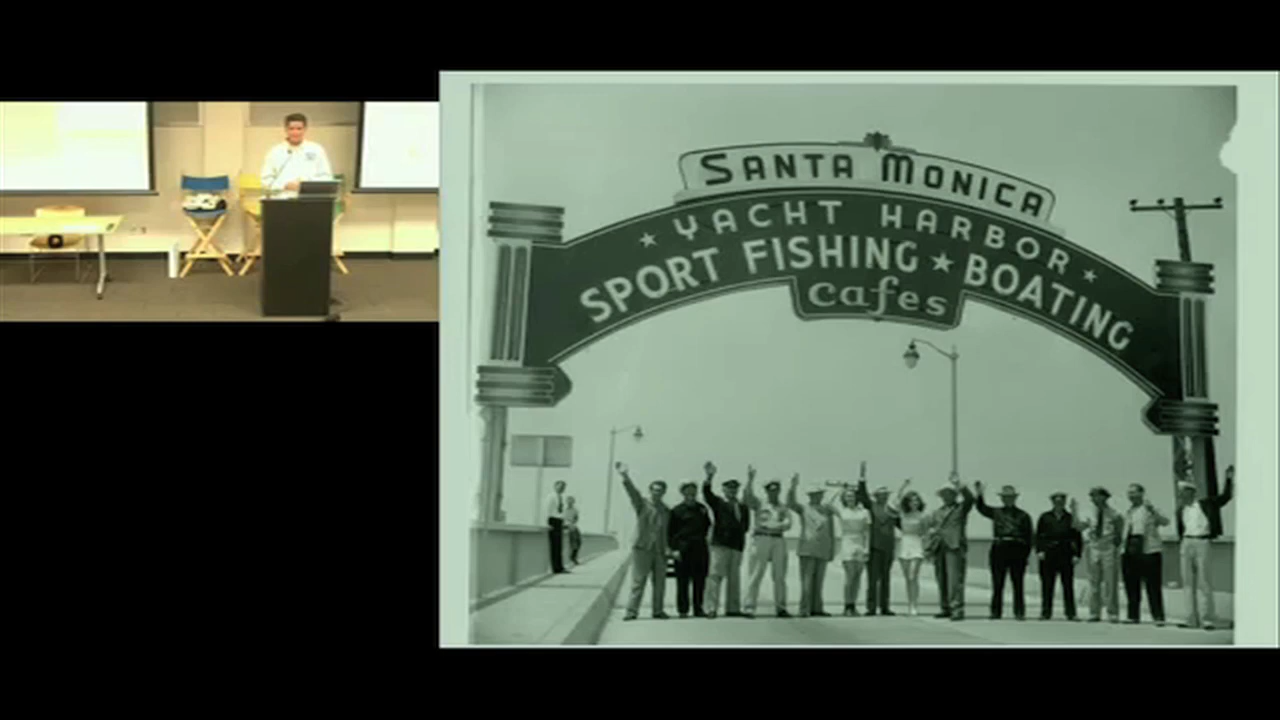 SANTA MONICA
★ YACHT HARBOR ★
SPORT FISHING ★ BOATING
cafes